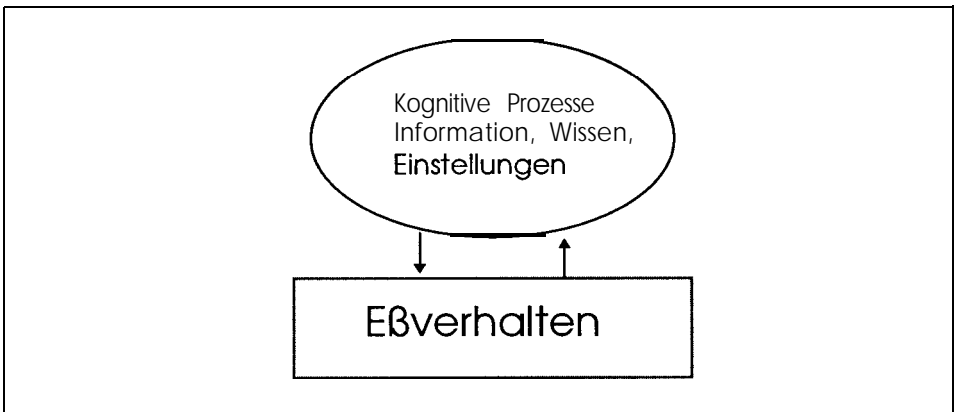 Kognitive Prozesse
Information, Wissen,
Einstellungen
Eßverhalten